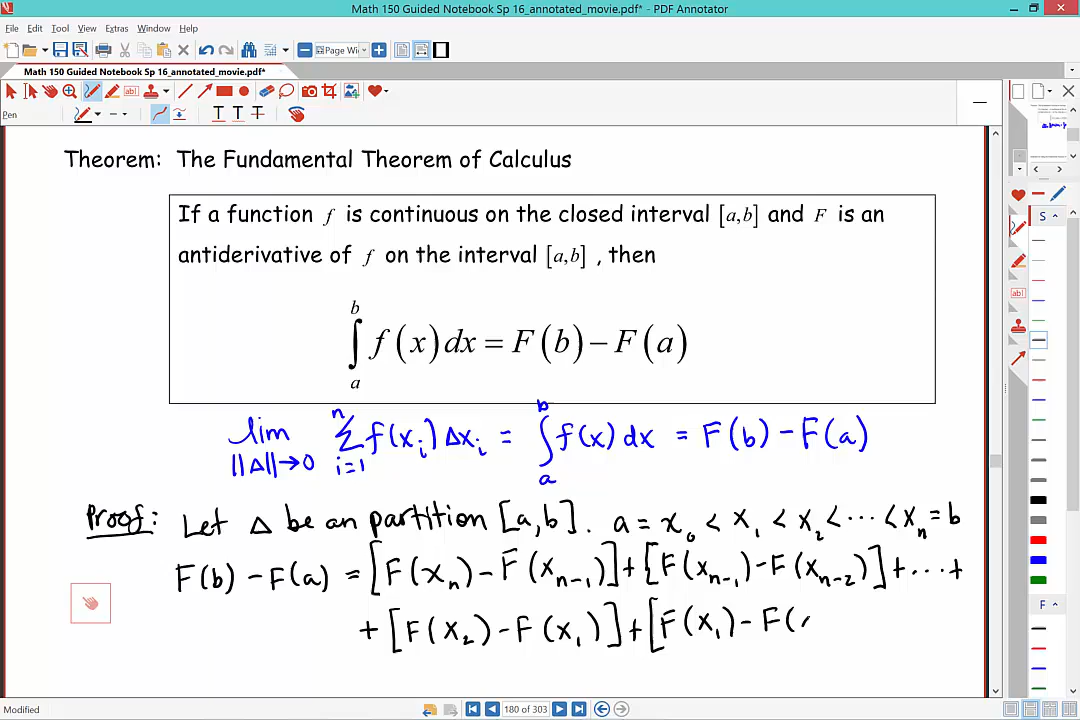 Math 150 Guided Notebook Sp 16_annotated_movie.pdf* - PDF Annotator
File Edit View Tool Extras Window Help
Page Wi
Math 150 Guided Notebook Sp 16_annotated_movie.pdf*
Pen
Theorem: The Fundamental Theorem of Calculus
If a function f is continuous on the closed interval [a,b] and F is an
antiderivative of f on the interval [a,b] , then
∫_a^b f(x)dx = F(b) − F(a)
lim_{||Δ||→0} ∑_{i=1}^n f(x_i) Δx_i = ∫_a^b f(x) dx = F(b) − F(a)
Proof: Let Δ be an partition [a,b]. a = x_0 < x_1 < x_2 < ⋯ < x_n = b
F(b) − F(a) = [F(x_n) − F(x_{n-1})] + [F(x_{n-1}) − F(x_{n-2})] + ... +
+ [F(x_2) − F(x_1)] + [F(x_1) − F(
S
F
Modified
180 of 303